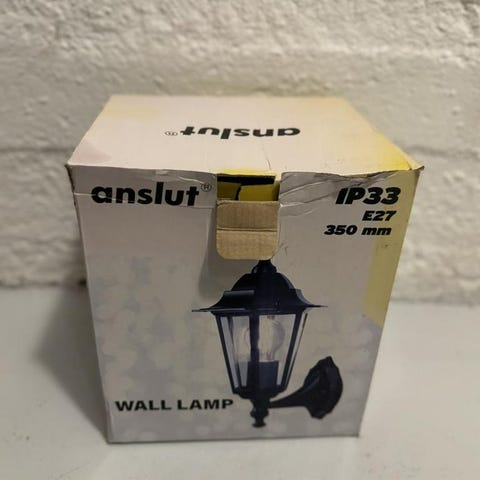 anslut®
anslut®
IP33
E27
350 mm
WALL LAMP